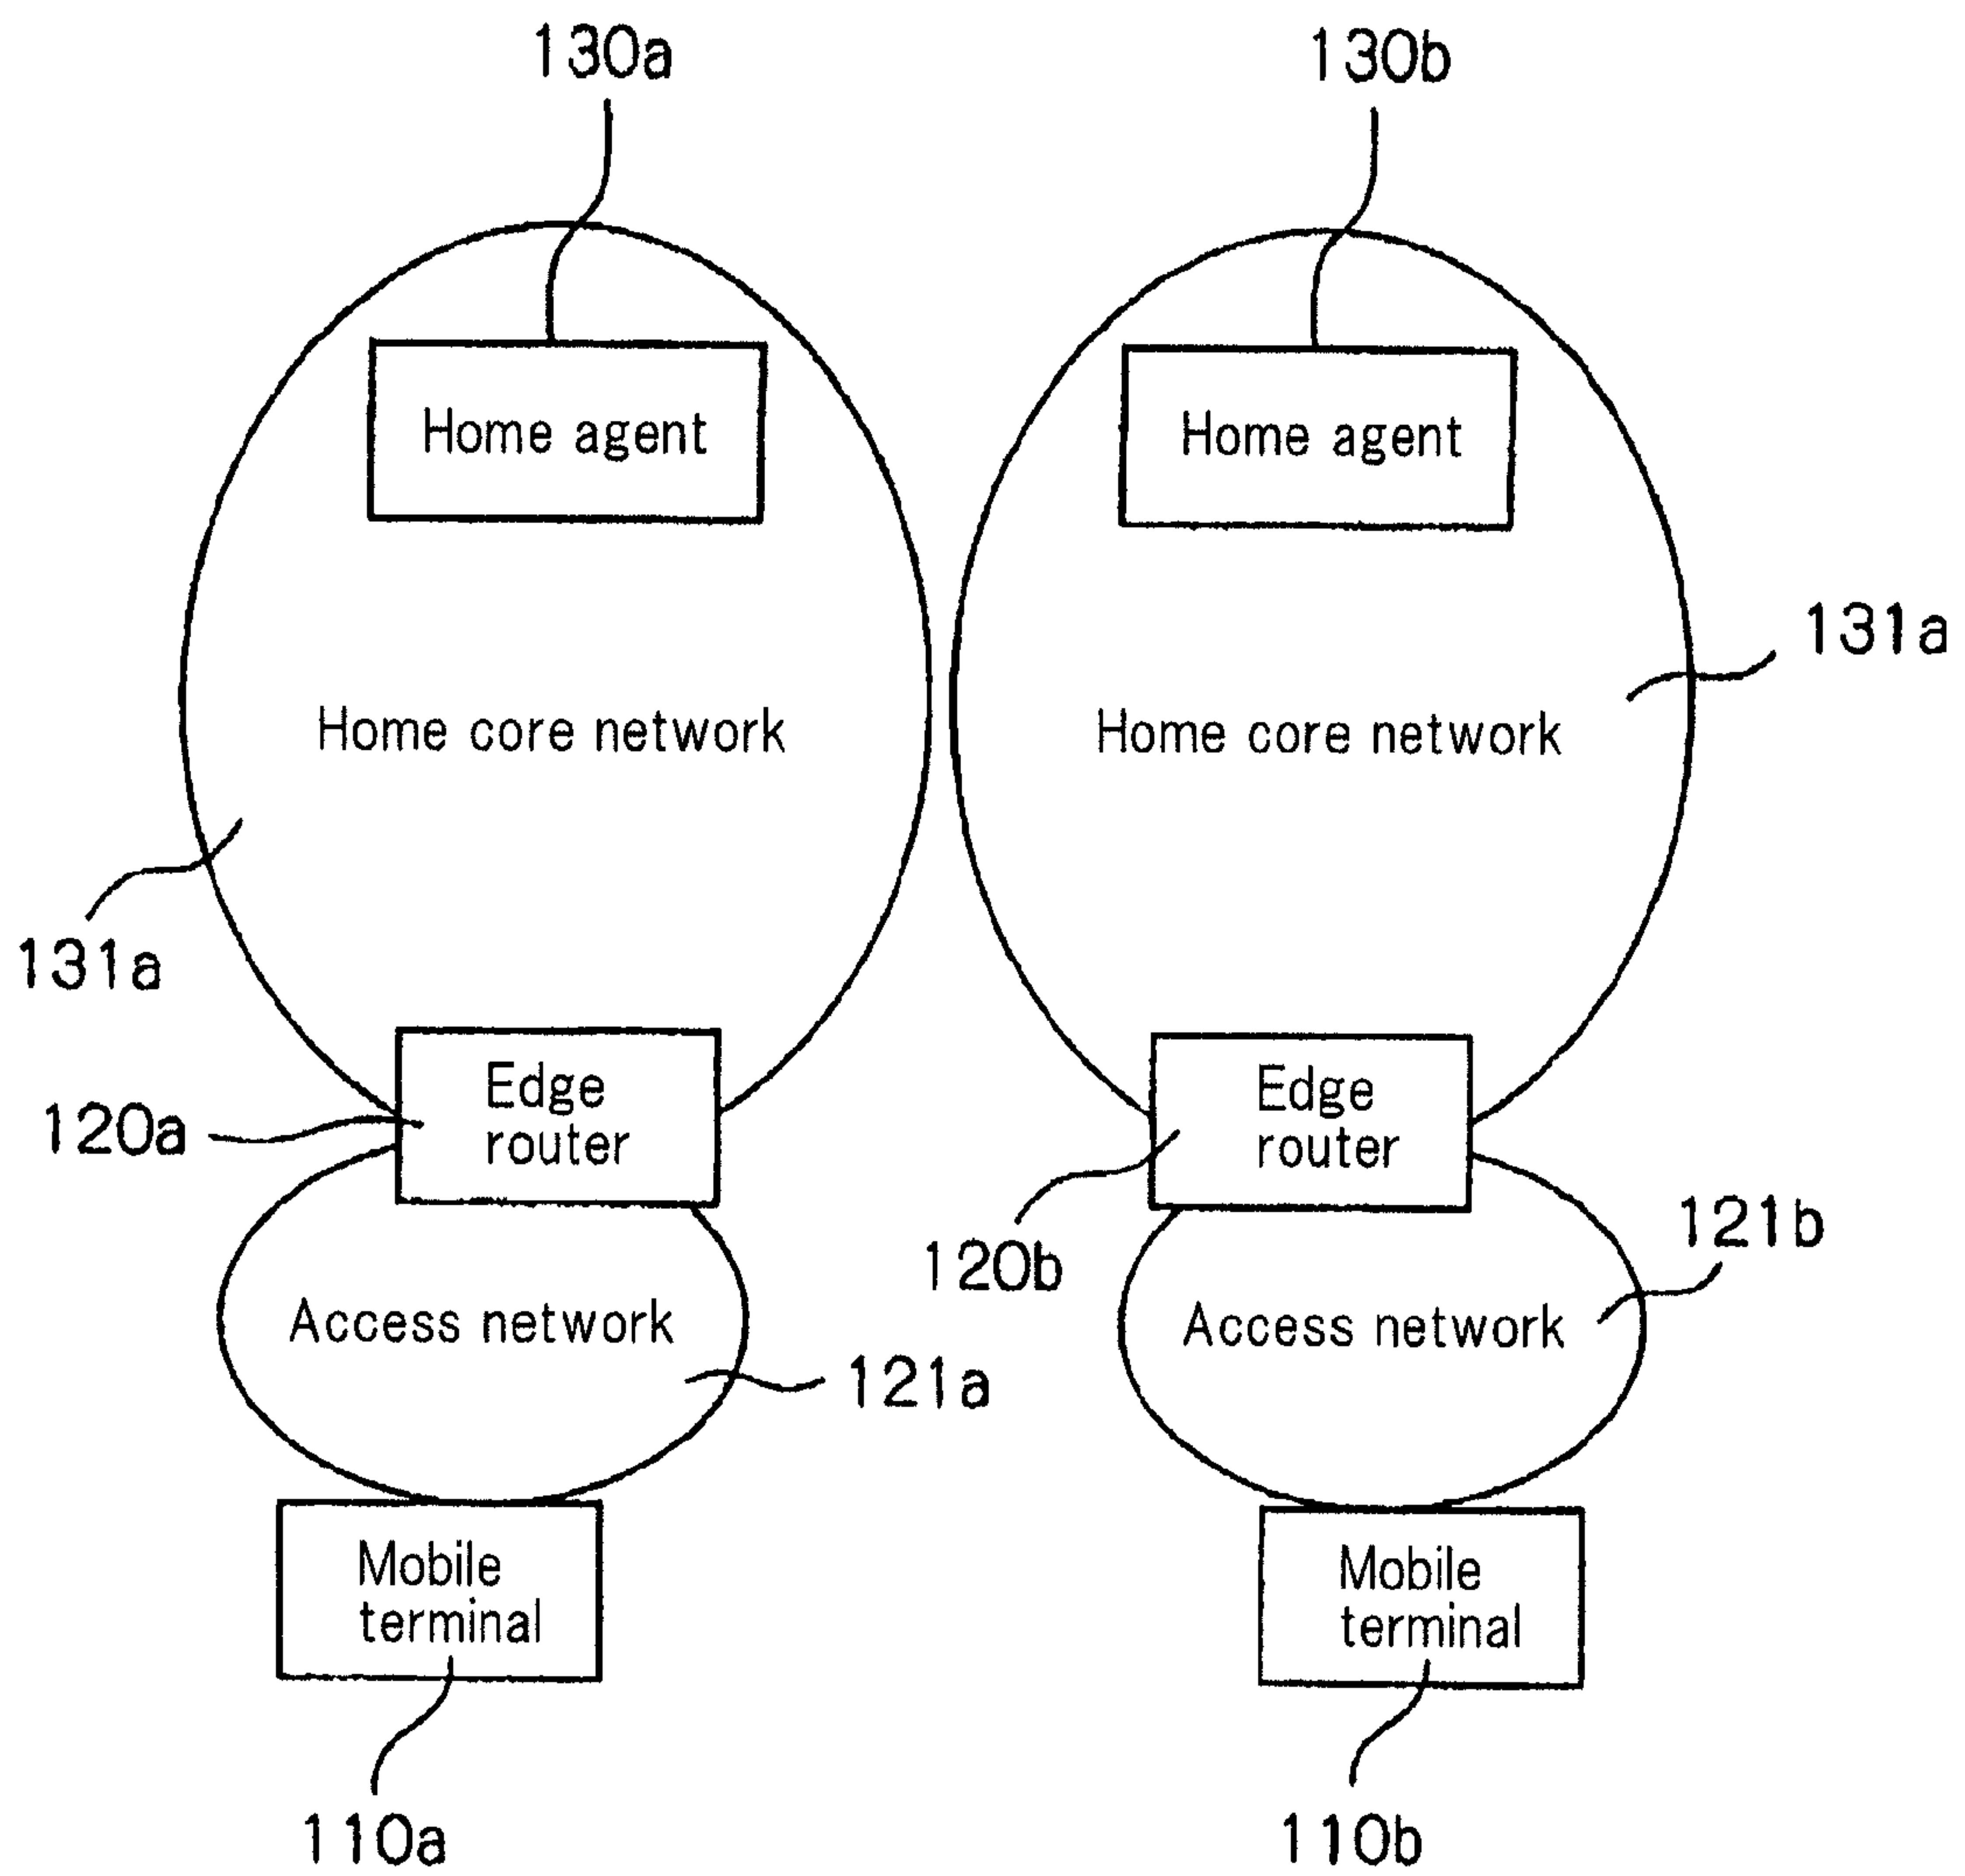 130a
130b
Home agent
Home agent
131a
Home core network
Home core network
131a
Edge
router
Edge
router
120a
121b
120b
Access network
Access network
121a
Mobile
terminal
Mobile
terminal
110a
110b